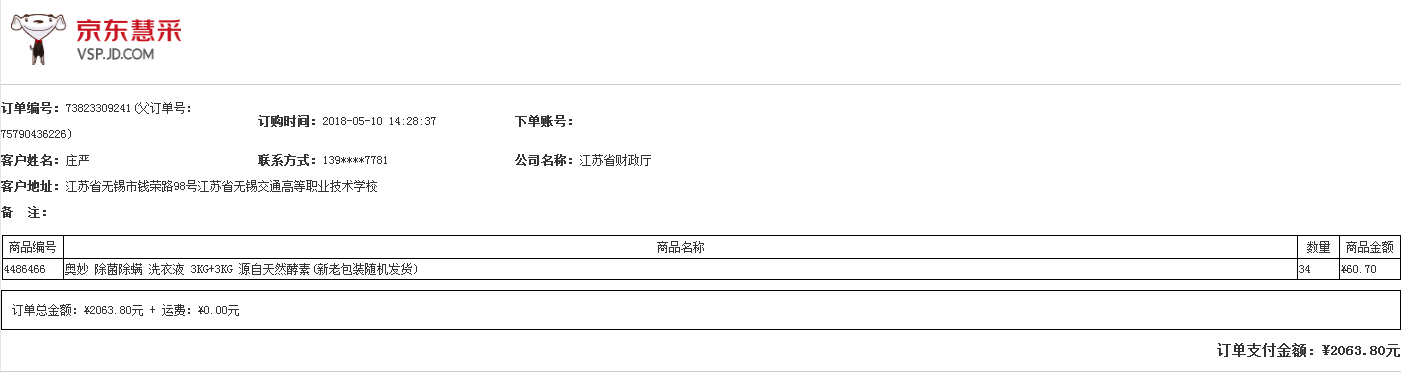 京东慧采
VSP.JD.COM
订单编号：73823309241(父订单号：
75790436226)
订购时间：2018-05-10 14:28:37
下单账号：
客户姓名：庄严
联系方式：139****7781
公司名称：江苏省财政厅
客户地址：江苏省无锡市钱荣路98号江苏省无锡交通高等职业技术学校
备 注：
商品编号 商品名称 数量 商品金额
4486466 奥妙 除菌除螨 洗衣液 3KG+3KG 源自天然酵素(新老包装随机发货) 34 ¥60.70
订单总金额：¥2063.80元 + 运费：¥0.00元
订单支付金额：¥2063.80元